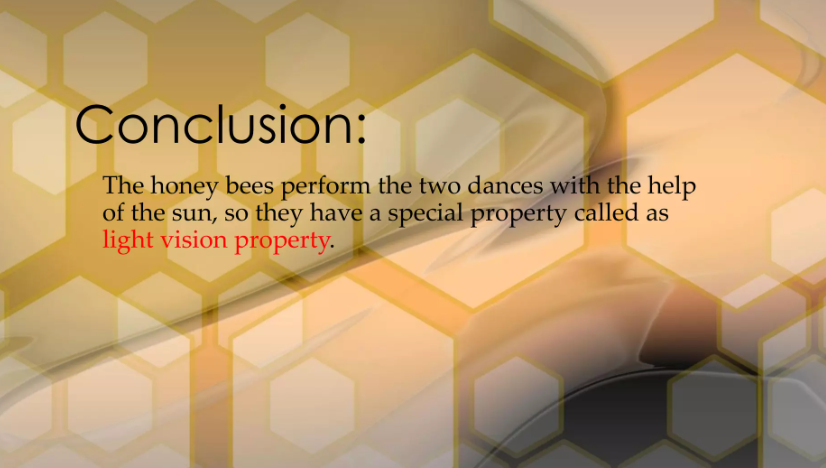 Conclusion:
The honey bees perform the two dances with the help
of the sun, so they have a special property called as
light vision property.